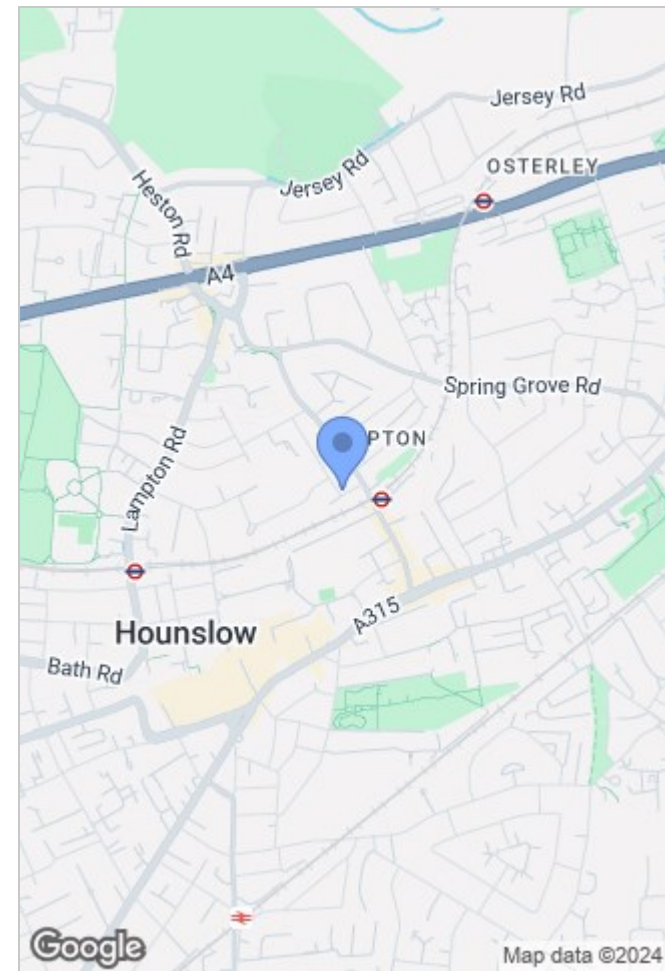 Jersey Rd
OSTERLEY
Jersey Rd
Heston Rd
A4
Spring Grove Rd
PTON
Lampton Rd
A315
Hounslow
Bath Rd
Google
Map data ©2024